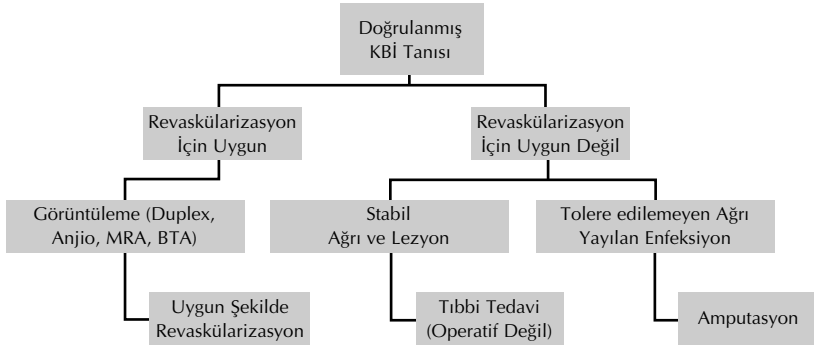 Doğrulanmış
KBİ Tanısı
Revaskülarizasyon
İçin Uygun
Revaskülarizasyon
İçin Uygun Değil
Görüntüleme (Duplex,
Anjio, MRA, BTA)
Stabil
Ağrı ve Lezyon
Tolere edilemeyen Ağrı
Yayılan Enfeksiyon
Uygun Şekilde
Revaskülarizasyon
Tıbbi Tedavi
(Operatif Değil)
Amputasyon